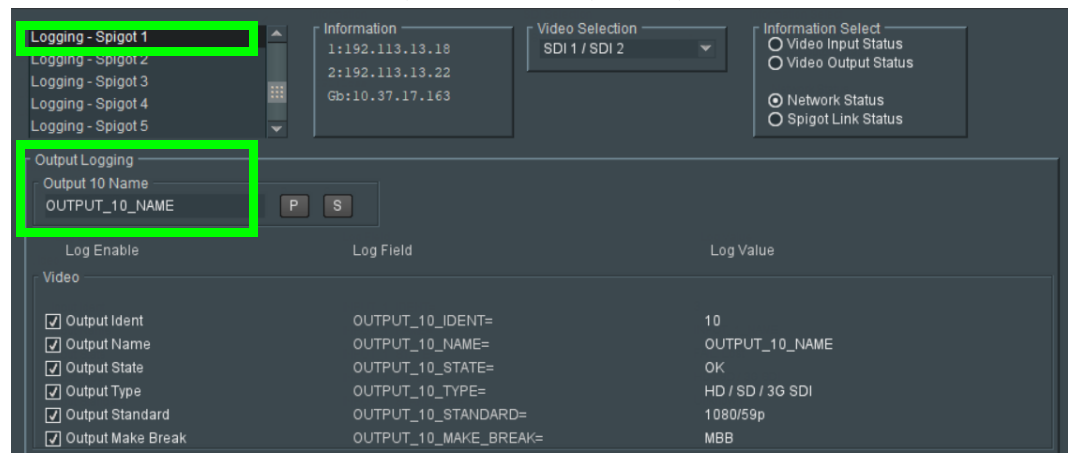 Logging - Spigot 1
Logging - Spigot 2
Logging - Spigot 3
Logging - Spigot 4
Logging - Spigot 5
Information
1:192.113.13.18
2:192.113.13.22
Gb:10.37.17.163
Video Selection
SDI 1 / SDI 2
Information Select
Video Input Status
Video Output Status
Network Status
Spigot Link Status
Output Logging
Output 10 Name
OUTPUT_10_NAME P S
Log Enable Log Field Log Value
Video
Output Ident OUTPUT_10_IDENT= 10
Output Name OUTPUT_10_NAME= OUTPUT_10_NAME
Output State OUTPUT_10_STATE= OK
Output Type OUTPUT_10_TYPE= HD / SD / 3G SDI
Output Standard OUTPUT_10_STANDARD= 1080/59p
Output Make Break OUTPUT_10_MAKE_BREAK= MBB